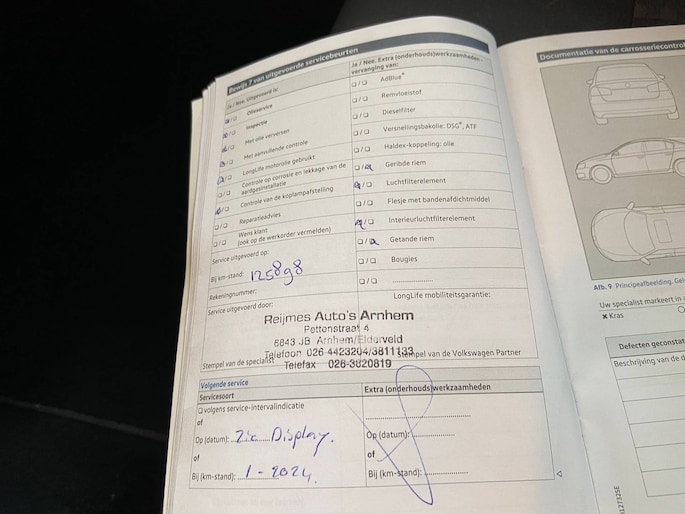 Bewijs 7 van uitgevoerde servicebeurten
Ja / Nee. Uitgevoerd is:
Olieservice
Inspectie
Met olie verversen
Met aanvullende controle
LongLife motorolie gebruikt
Controle op corrosie en lekkage van de
aardgasinstallatie
Controle van de koplampafstelling
Reparatieadvies
Wens klant
(ook op de werkorder vermelden)
Service uitgevoerd op:
Bij km-stand: 125898
Rekeningnummer:
Service uitgevoerd door:
Ja / Nee. Extra (onderhouds)werkzaamheden -
vervanging van:
AdBlue®
Remvloeistof
Dieselfilter
Versnellingsbakolie: DSG®, ATF
Haldex-koppeling: olie
Geribde riem
Luchtfilterelement
Flesje met bandenafdichtmiddel
Interieurluchtfilterelement
Getande riem
Bougies
LongLife mobiliteitsgarantie:
Reijmes Auto's Arnhem
Pottenstraat 4
6843 JB Arnhem/Elderveld
Telefoon 026-4423204/3811133
Telefax 026-3820819
Stempel van de specialist
Stempel van de Volkswagen Partner
Volgende service
Servicesoort
volgens service-intervalindicatie
of
Op (datum): Zie Display.
of
Bij (km-stand): 1-2024.
Extra (onderhouds)werkzaamheden
Op (datum):
of
Bij (km-stand):
Documentatie van de carrosseriecontrol
Afb. 9 Principeafbeelding. Gel
Uw specialist markeert in
x Kras
Defecten geconstat
Beschrijving van de d